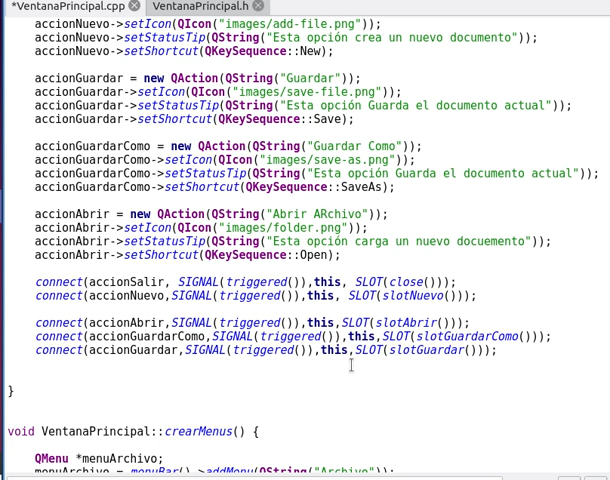 *VentanaPrincipal.cpp VentanaPrincipal.h
accionNuevo->setIcon(QIcon("images/add-file.png"));
accionNuevo->setStatusTip(QString("Esta opción crea un nuevo documento"));
accionNuevo->setShortcut(QKeySequence::New);
accionGuardar = new QAction(QString("Guardar"));
accionGuardar->setIcon(QIcon("images/save-file.png"));
accionGuardar->setStatusTip(QString("Esta opción Guarda el documento actual"));
accionGuardar->setShortcut(QKeySequence::Save);
accionGuardarComo = new QAction(QString("Guardar Como"));
accionGuardarComo->setIcon(QIcon("images/save-as.png"));
accionGuardarComo->setStatusTip(QString("Esta opción Guarda el documento actual"));
accionGuardarComo->setShortcut(QKeySequence::SaveAs);
accionAbrir = new QAction(QString("Abrir ARchivo"));
accionAbrir->setIcon(QIcon("images/folder.png"));
accionAbrir->setStatusTip(QString("Esta opción carga un nuevo docuemento"));
accionAbrir->setShortcut(QKeySequence::Open);
connect(accionSalir, SIGNAL(triggered()),this, SLOT(close()));
connect(accionNuevo,SIGNAL(triggered()),this, SLOT(slotNuevo()));
connect(accionAbrir,SIGNAL(triggered()),this,SLOT(slotAbrir()));
connect(accionGuardarComo,SIGNAL(triggered()),this,SLOT(slotGuardarComo()));
connect(accionGuardar,SIGNAL(triggered()),this,SLOT(slotGuardar()));
}
void VentanaPrincipal::crearMenus() {
QMenu *menuArchivo;
menuArchivo = menuBar()->addMenu(QString("Archivo"));